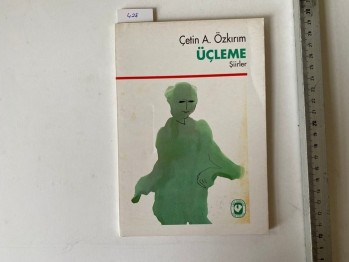 Çetin A. Özkırım
ÜÇLEME
Şiirler